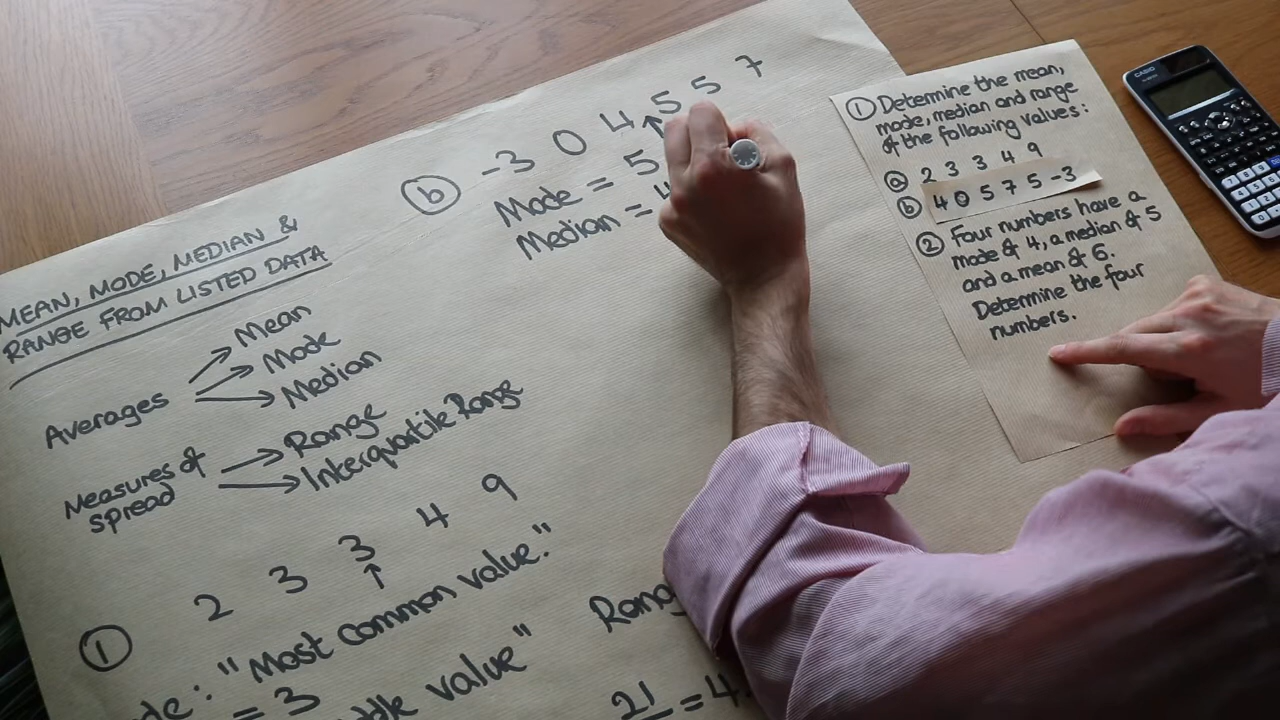 MEAN, MODE, MEDIAN &
RANGE FROM LISTED DATA
Averages
Mean
Mode
Median
Measures of
spread
Range
Interquartile Range
① 2 3 3 4 9
: "Most common value."
= 3
value"
Range
21
= 4.
ⓑ -3 0 4 5 5 7
Mode = 5
Median = 4
① Determine the mean,
mode, median and range
of the following values:
ⓐ 2 3 3 4 9
ⓑ 4 0 5 7 5 -3
② Four numbers have a
mode of 4, a median of 5
and a mean of 6.
Determine the four
numbers.
CASIO